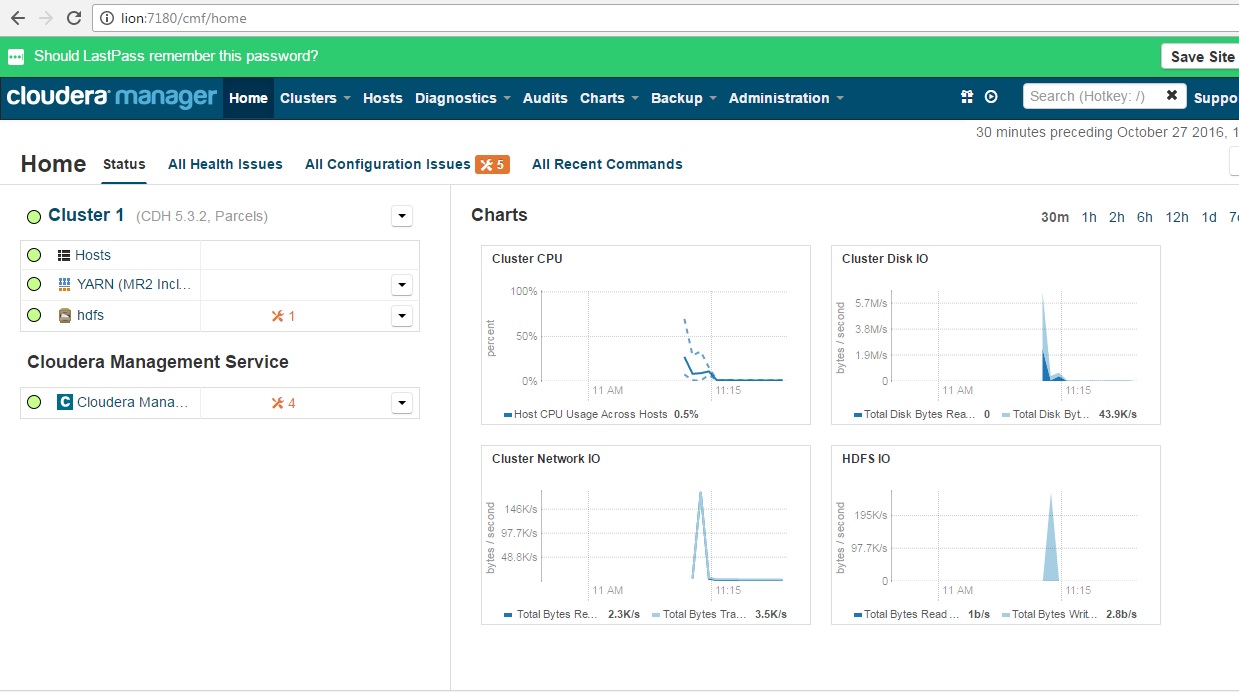 lion:7180/cmf/home
Should LastPass remember this password?
Save Site
cloudera manager Home Clusters Hosts Diagnostics Audits Charts Backup Administration Search (Hotkey: /) Suppo
30 minutes preceding October 27 2016, 1
Home Status All Health Issues All Configuration Issues 5 All Recent Commands
Cluster 1 (CDH 5.3.2, Parcels)
Hosts
YARN (MR2 Incl...
hdfs 1
Cloudera Management Service
C Cloudera Mana... 4
Charts
30m 1h 2h 6h 12h 1d 7d
Cluster CPU
percent
100%
50%
0%
11 AM 11:15
Host CPU Usage Across Hosts 0.5%
Cluster Disk IO
bytes / second
5.7M/s
3.8M/s
1.9M/s
0
11 AM 11:15
Total Disk Bytes Rea... 0 Total Disk Byt... 43.9K/s
Cluster Network IO
bytes / second
146K/s
97.7K/s
48.8K/s
11 AM 11:15
Total Bytes Re... 2.3K/s Total Bytes Tra... 3.5K/s
HDFS IO
bytes / second
195K/s
97.7K/s
0
11 AM 11:15
Total Bytes Read ... 1b/s Total Bytes Writ... 2.8b/s